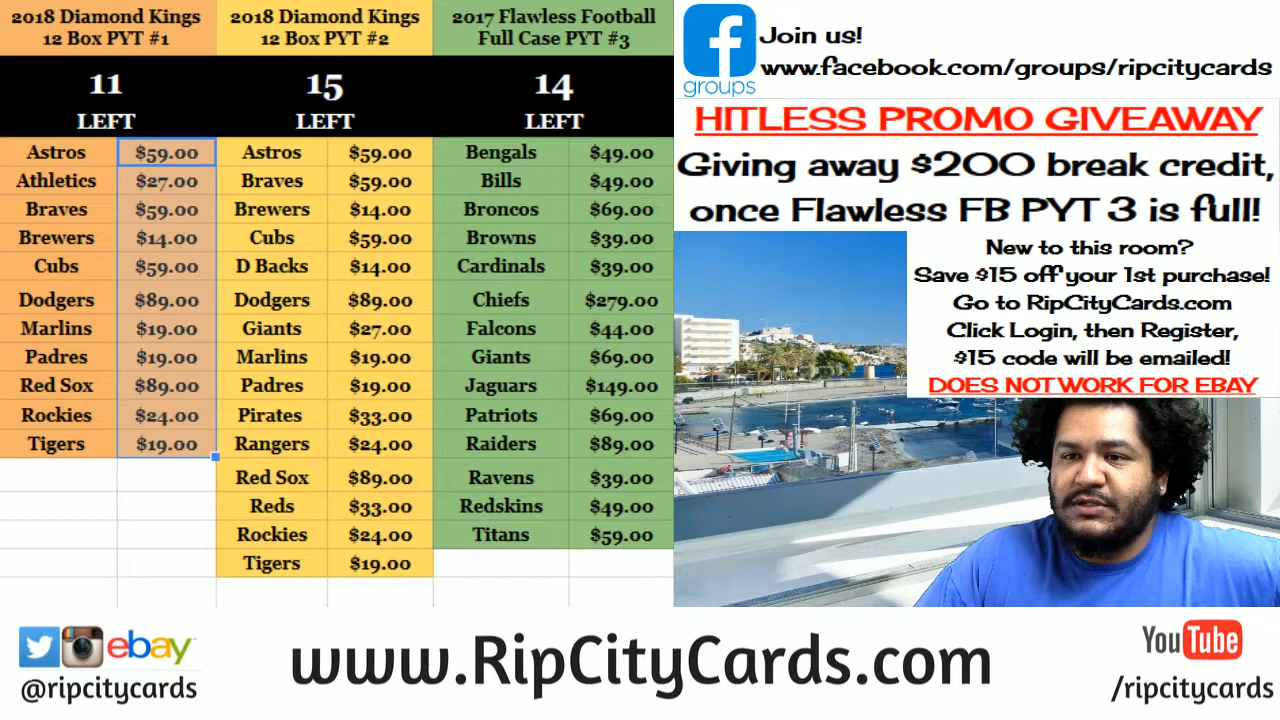 2018 Diamond Kings
12 Box PYT #1
11
LEFT
Astros $59.00
Athletics $27.00
Braves $59.00
Brewers $14.00
Cubs $59.00
Dodgers $89.00
Marlins $19.00
Padres $19.00
Red Sox $89.00
Rockies $24.00
Tigers $19.00
2018 Diamond Kings
12 Box PYT #2
15
LEFT
Astros $59.00
Braves $59.00
Brewers $14.00
Cubs $59.00
D Backs $14.00
Dodgers $89.00
Giants $27.00
Marlins $19.00
Padres $19.00
Pirates $33.00
Rangers $24.00
Red Sox $89.00
Reds $33.00
Rockies $24.00
Tigers $19.00
2017 Flawless Football
Full Case PYT #3
14
LEFT
Bengals $49.00
Bills $49.00
Broncos $69.00
Browns $39.00
Cardinals $39.00
Chiefs $279.00
Falcons $44.00
Giants $69.00
Jaguars $149.00
Patriots $69.00
Raiders $89.00
Ravens $39.00
Redskins $49.00
Titans $59.00
groups
Join us!
www.facebook.com/groups/ripcitycards
HITLESS PROMO GIVEAWAY
Giving away $200 break credit,
once Flawless FB PYT 3 is full!
New to this room?
Save $15 off your 1st purchase!
Go to RipCityCards.com
Click Login, then Register,
$15 code will be emailed!
DOES NOT WORK FOR EBAY
ebay
@ripcitycards
www.RipCityCards.com
YouTube
/ripcitycards